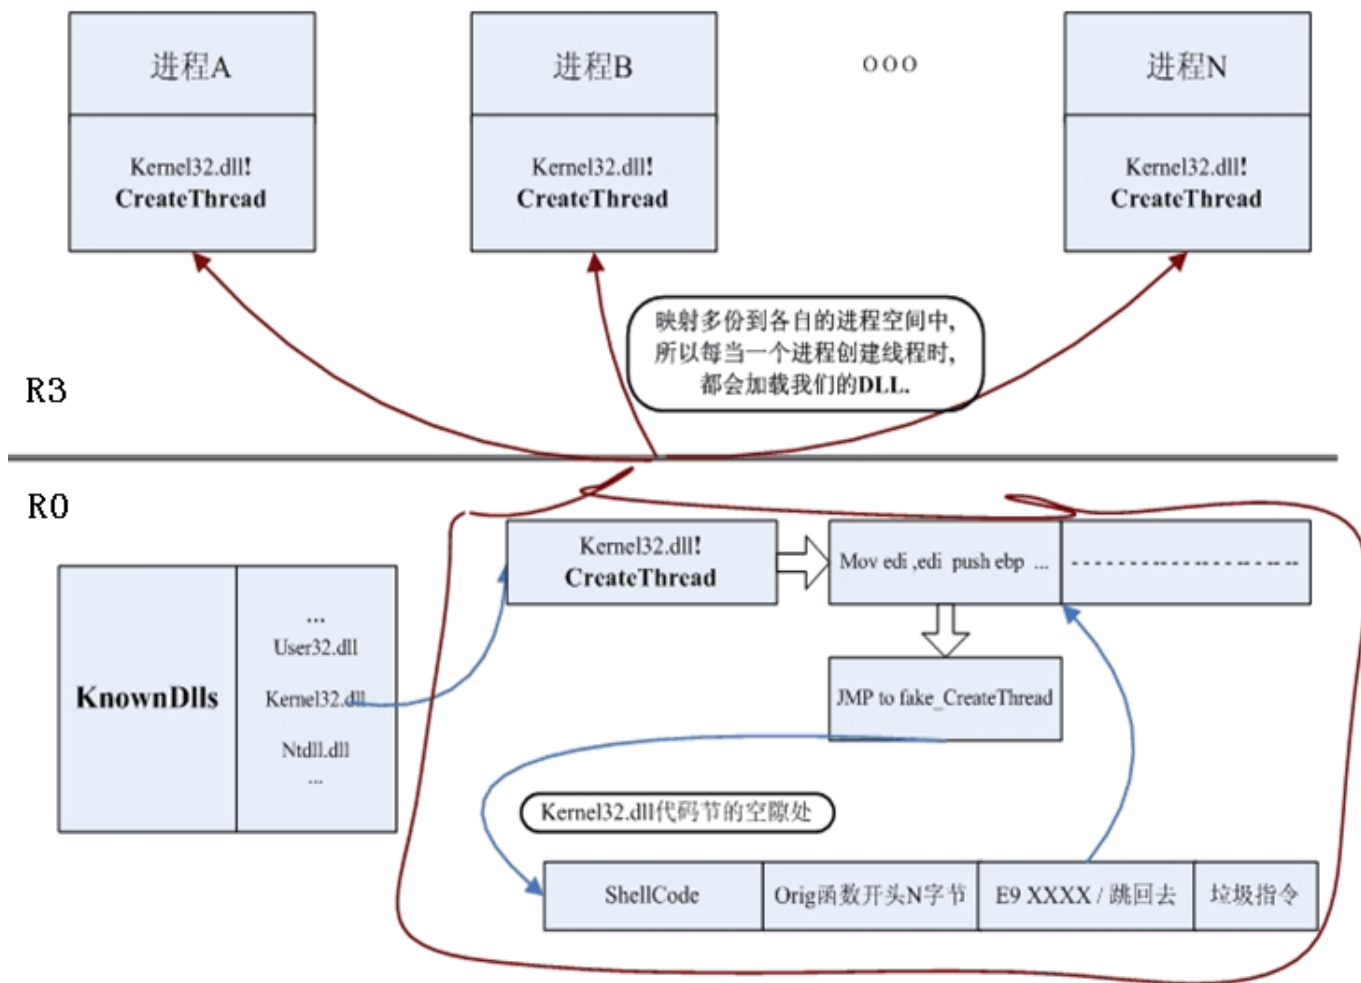 进程A
进程B
ooo
进程N
Kernel32.dll!
CreateThread
Kernel32.dll!
CreateThread
Kernel32.dll!
CreateThread
映射多份到各自的进程空间中,
所以每当一个进程创建线程时,
都会加载我们的DLL.
R3
R0
Kernel32.dll!
CreateThread
Mov edi ,edi push ebp ...
...
User32.dll
KnownDlls
Kernel32.dll
Ntdll.dll
...
JMP to fake_CreateThread
Kernel32.dll代码节的空隙处
ShellCode
Orig函数开头N字节
E9 XXXX / 跳回去
垃圾指令